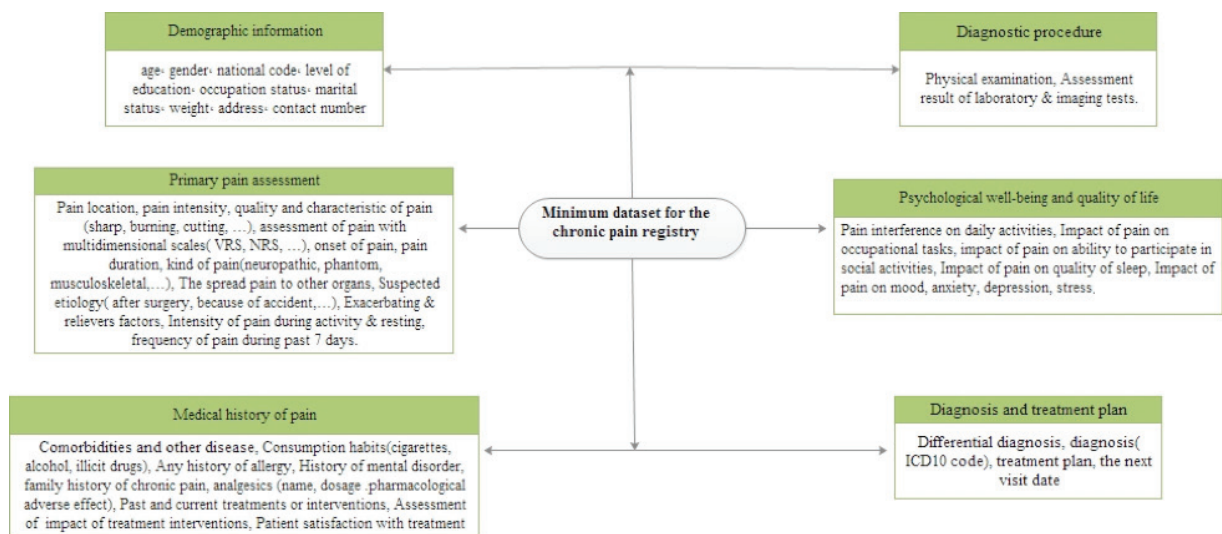 Demographic information
age، gender، national code، level of
education، occupation status، marital
status، weight، address، contact number
Diagnostic procedure
Physical examination, Assessment
result of laboratory & imaging tests.
Primary pain assessment
Pain location, pain intensity, quality and characteristic of pain
(sharp, burning, cutting, …), assessment of pain with
multidimensional scales( VRS, NRS, …), onset of pain, pain
duration, kind of pain(neuropathic, phantom,
musculoskeletal,…), The spread pain to other organs, Suspected
etiology( after surgery, because of accident,…), Exacerbating &
relievers factors, Intensity of pain during activity & resting,
frequency of pain during past 7 days.
Minimum dataset for the
chronic pain registry
Psychological well-being and quality of life
Pain interference on daily activities, Impact of pain on
occupational tasks, impact of pain on ability to participate in
social activities, Impact of pain on quality of sleep, Impact of
pain on mood, anxiety, depression, stress.
Medical history of pain
Comorbidities and other disease, Consumption habits(cigarettes,
alcohol, illicit drugs), Any history of allergy, History of mental disorder,
family history of chronic pain, analgesics (name, dosage .pharmacological
adverse effect), Past and current treatments or interventions, Assessment
of impact of treatment interventions, Patient satisfaction with treatment
Diagnosis and treatment plan
Differential diagnosis, diagnosis(
ICD10 code), treatment plan, the next
visit date